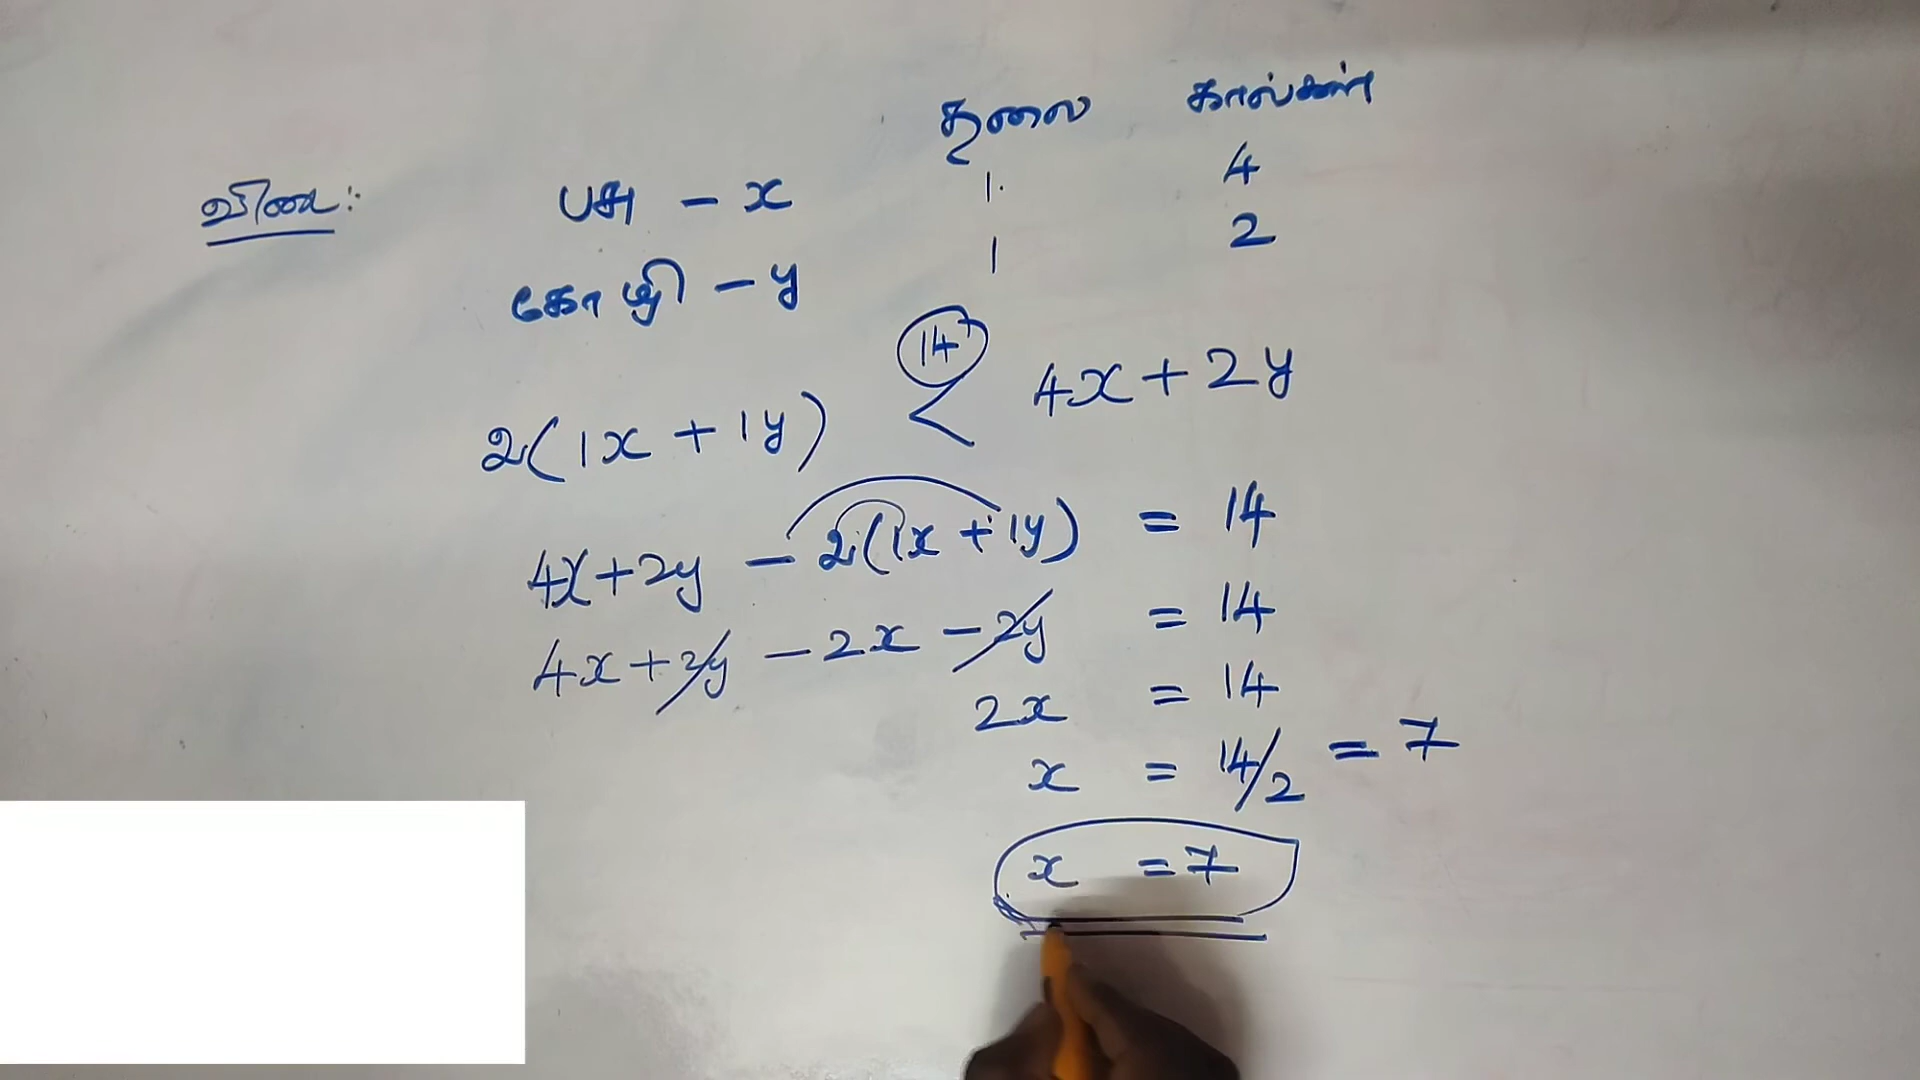 தலை கால்கள்
விடை: பசு - x 1 4
கோழி - y 1 2
14
2(1x + 1y) < 4x + 2y
4x + 2y - 2(1x + 1y) = 14
4x + 2y - 2x - 2y = 14
2x = 14
x = 14/2 = 7
x = 7